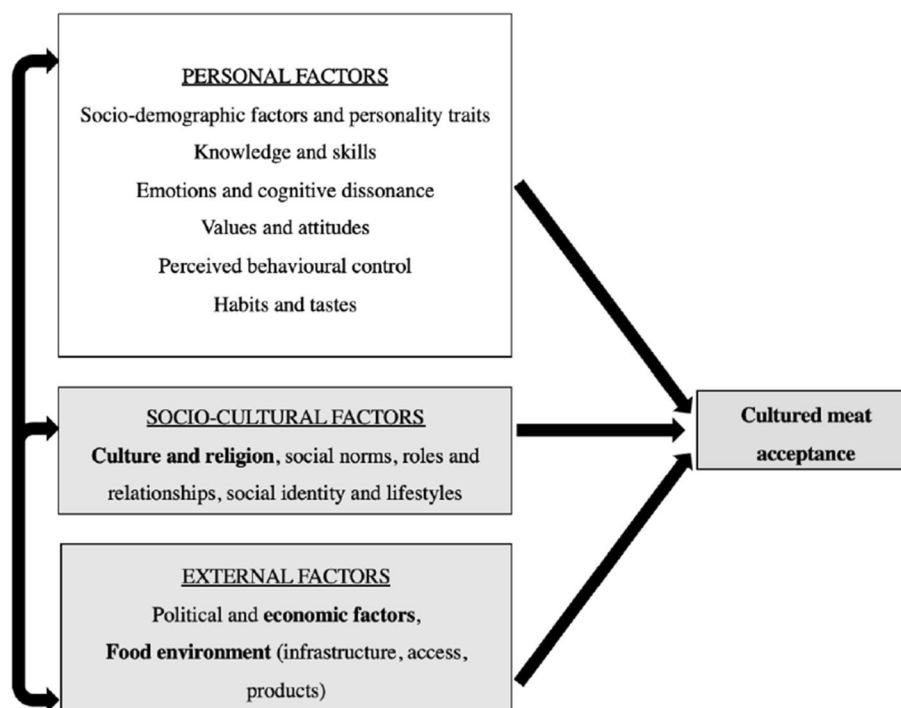 PERSONAL FACTORS
Socio-demographic factors and personality traits
Knowledge and skills
Emotions and cognitive dissonance
Values and attitudes
Perceived behavioural control
Habits and tastes
SOCIO-CULTURAL FACTORS
Culture and religion, social norms, roles and
relationships, social identity and lifestyles
EXTERNAL FACTORS
Political and economic factors,
Food environment (infrastructure, access,
products)
Cultured meat
acceptance